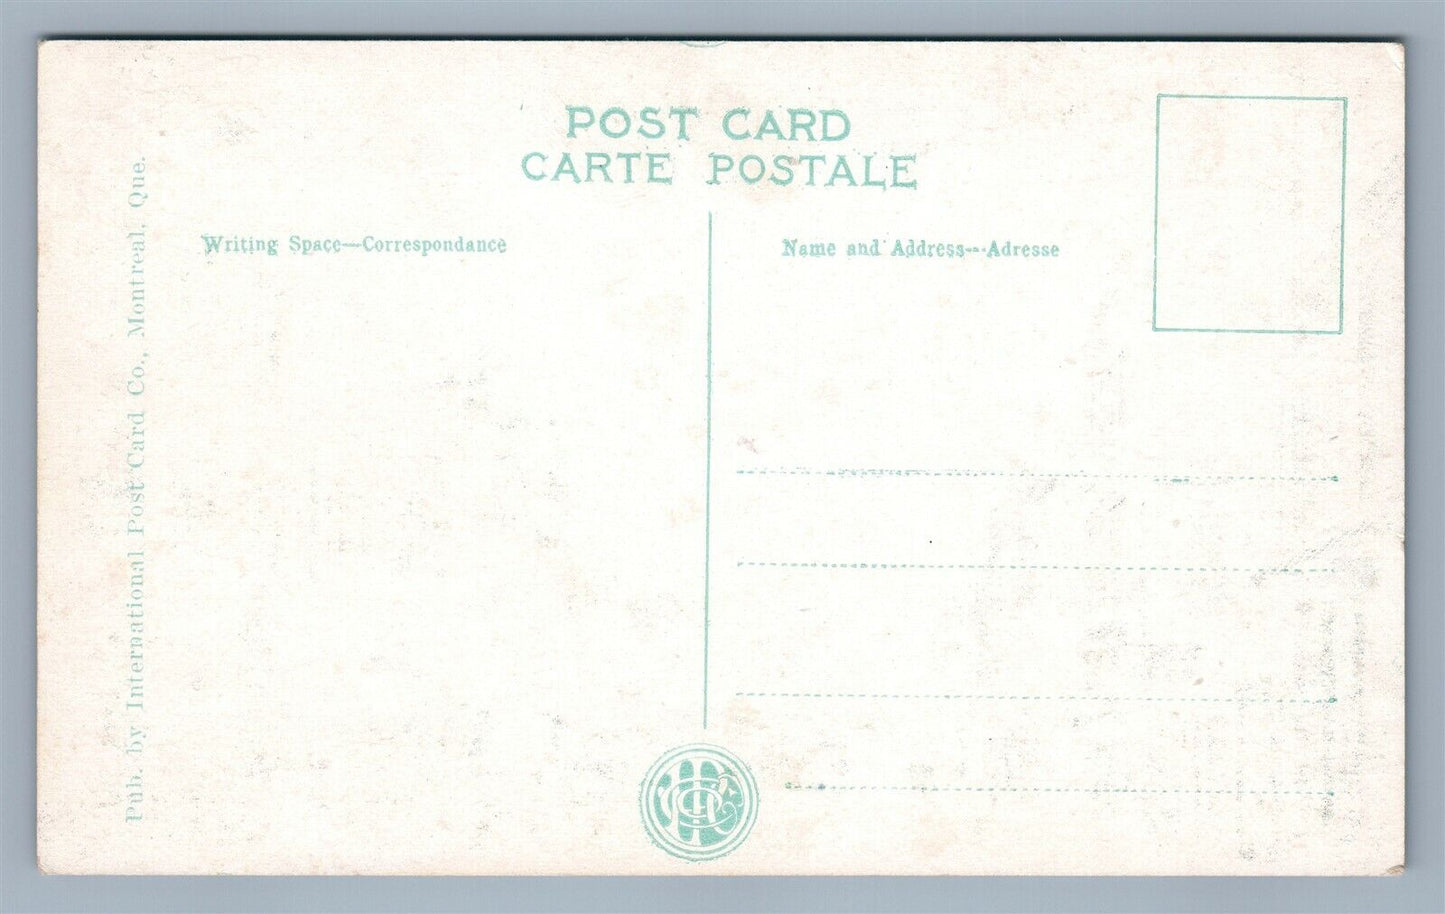 POST CARD
CARTE POSTALE
Writing Space—Correspondance
Name and Address---Adresse
Pub. by International Post Card Co., Montreal, Que.